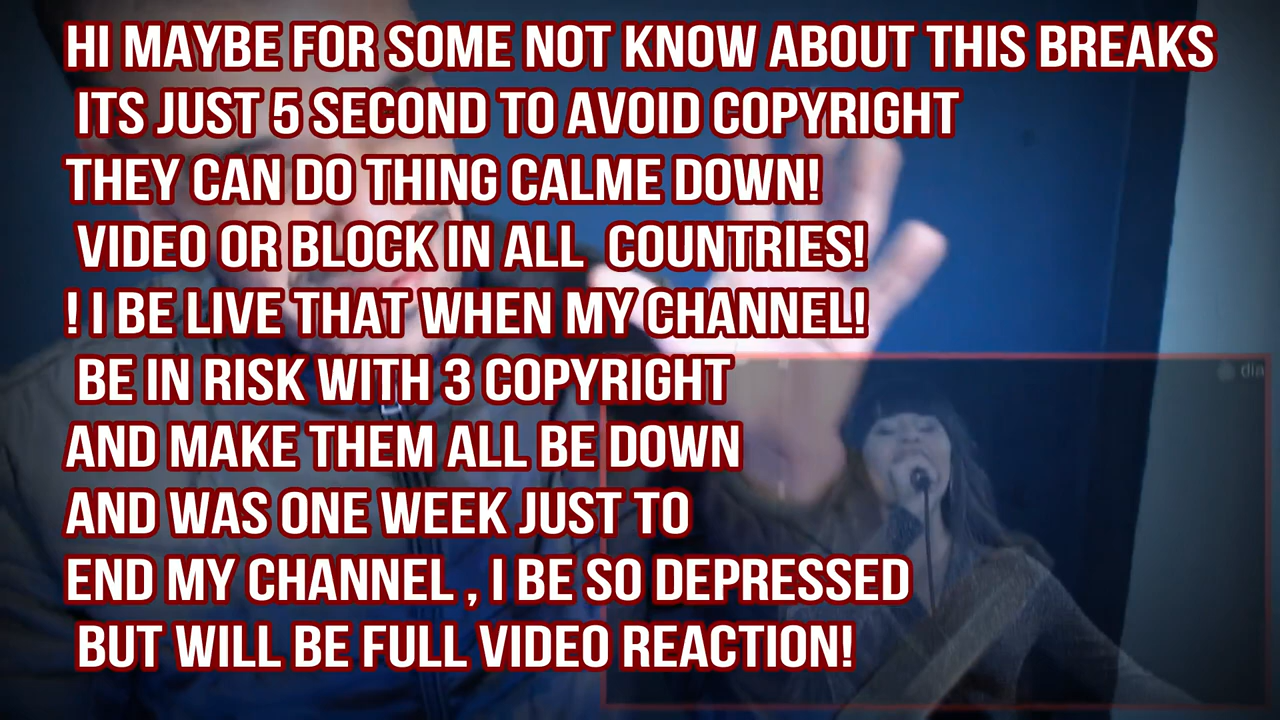 HI MAYBE FOR SOME NOT KNOW ABOUT THIS BREAKS
ITS JUST 5 SECOND TO AVOID COPYRIGHT
THEY CAN DO THING CALME DOWN!
VIDEO OR BLOCK IN ALL COUNTRIES!
! I BE LIVE THAT WHEN MY CHANNEL!
BE IN RISK WITH 3 COPYRIGHT
AND MAKE THEM ALL BE DOWN
AND WAS ONE WEEK JUST TO
END MY CHANNEL , I BE SO DEPRESSED
BUT WILL BE FULL VIDEO REACTION!
dia